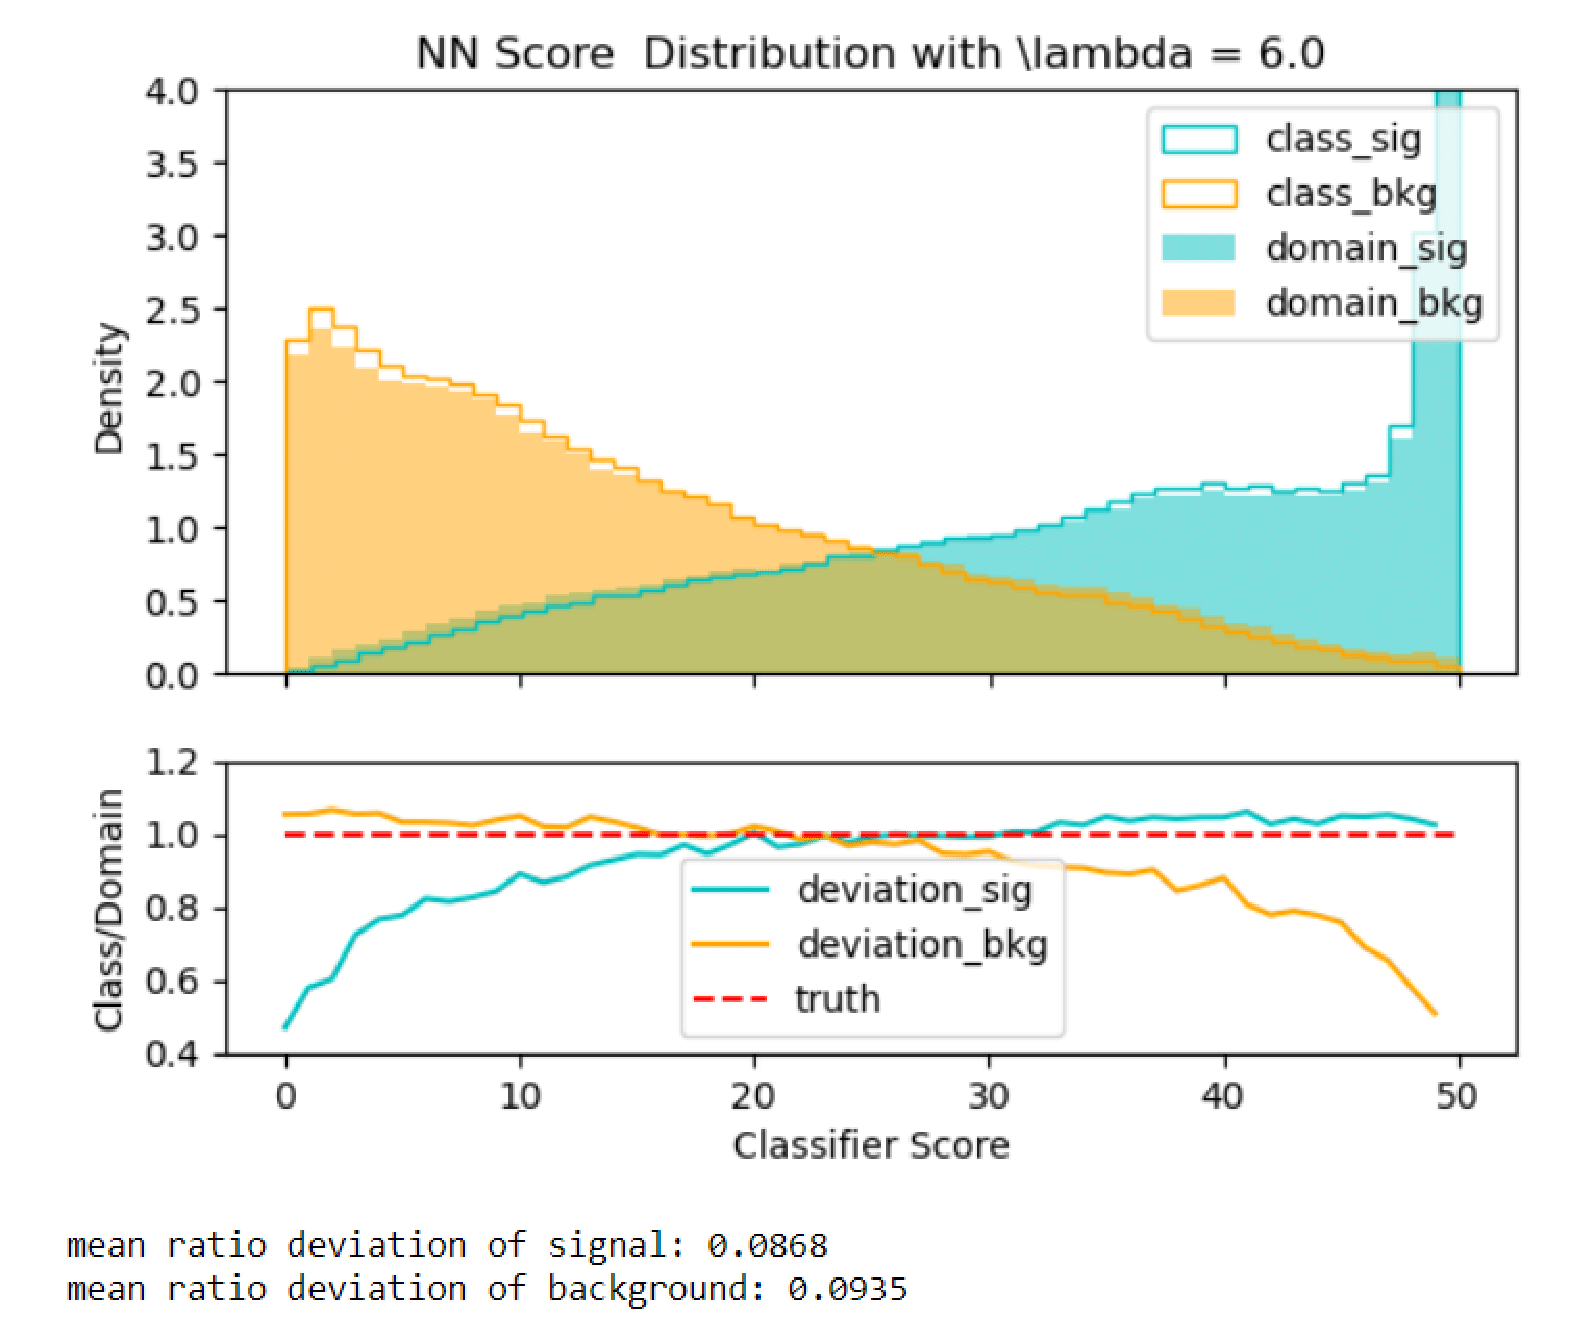 NN Score  Distribution with \lambda = 6.0
4.0
3.5
3.0
2.5
2.0
1.5
1.0
0.5
0.0
Density
class_sig
class_bkg
domain_sig
domain_bkg
1.2
1.0
0.8
0.6
0.4
Class/Domain
deviation_sig
deviation_bkg
truth
0 10 20 30 40 50
Classifier Score
mean ratio deviation of signal: 0.0868
mean ratio deviation of background: 0.0935